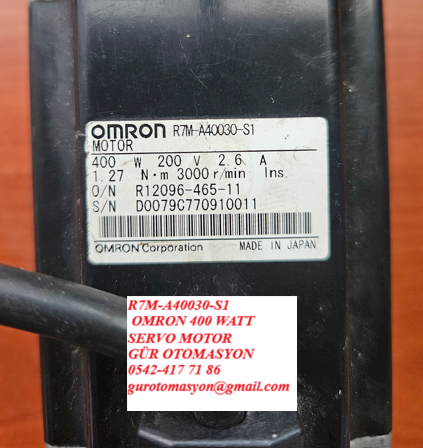 OMRON R7M-A40030-S1
MOTOR
400 W 200 V 2.6 A
1.27 N·m 3000r/min Ins.
O/N R12096-465-11
S/N D0079C770910011
OMRON Corporation MADE IN JAPAN
R7M-A40030-S1
OMRON 400 WATT
SERVO MOTOR
GÜR OTOMASYON
0542-417 71 86
gurotomasyon@gmail.com